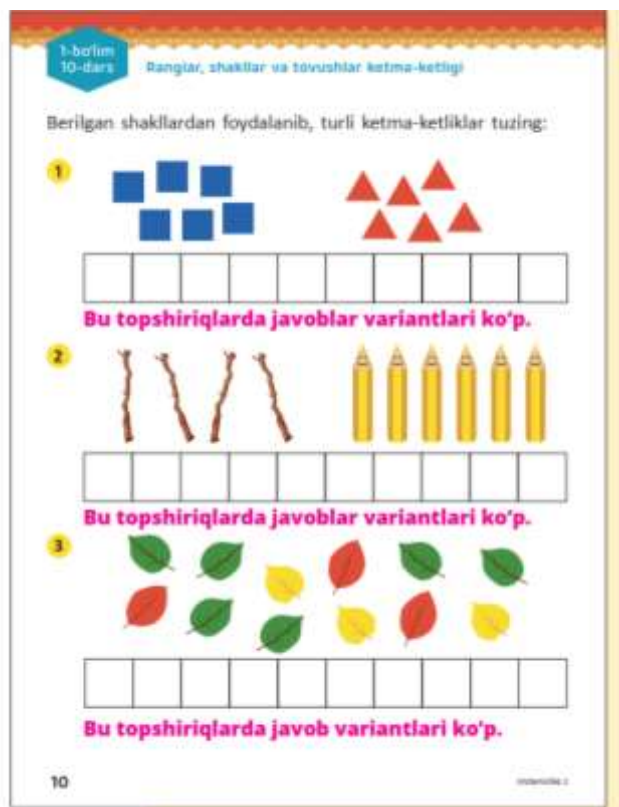 1-bo'lim
10-dars
Ranglar, shakllar va tovushlar ketma-ketligi
Berilgan shakllardan foydalanib, turli ketma-ketliklar tuzing:
1
Bu topshiriqlarda javoblar variantlari ko'p.
2
Bu topshiriqlarda javoblar variantlari ko'p.
3
Bu topshiriqlarda javob variantlari ko'p.
10